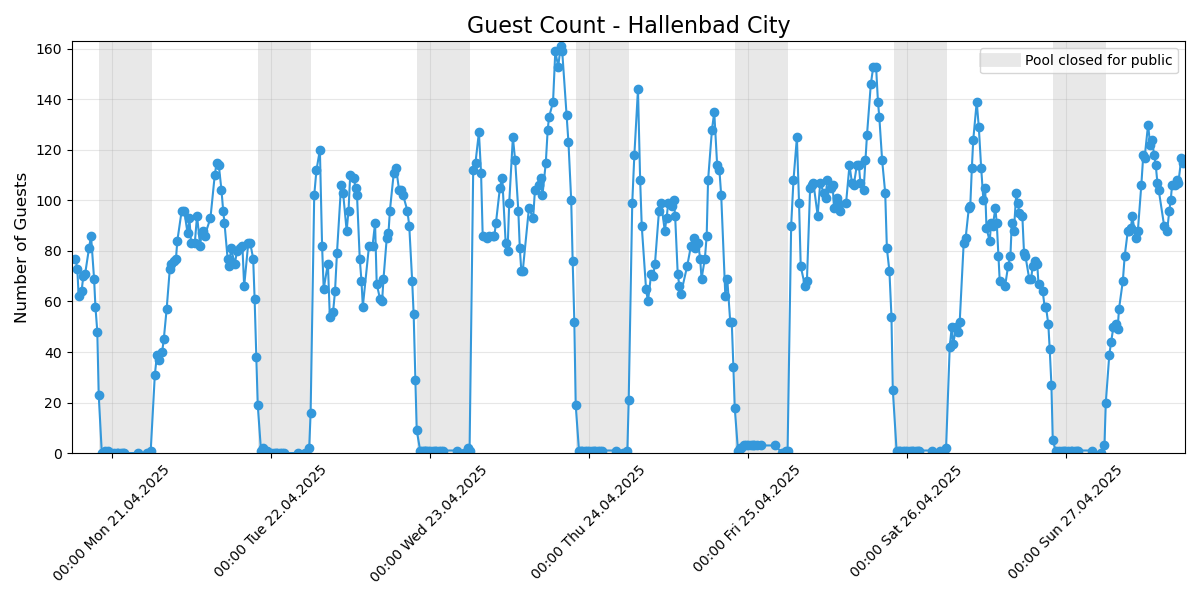 Guest Count - Hallenbad City
Pool closed for public
Number of Guests
160
140
120
100
80
60
40
20
0
00:00 Mon 21.04.2025
00:00 Tue 22.04.2025
00:00 Wed 23.04.2025
00:00 Thu 24.04.2025
00:00 Fri 25.04.2025
00:00 Sat 26.04.2025
00:00 Sun 27.04.2025